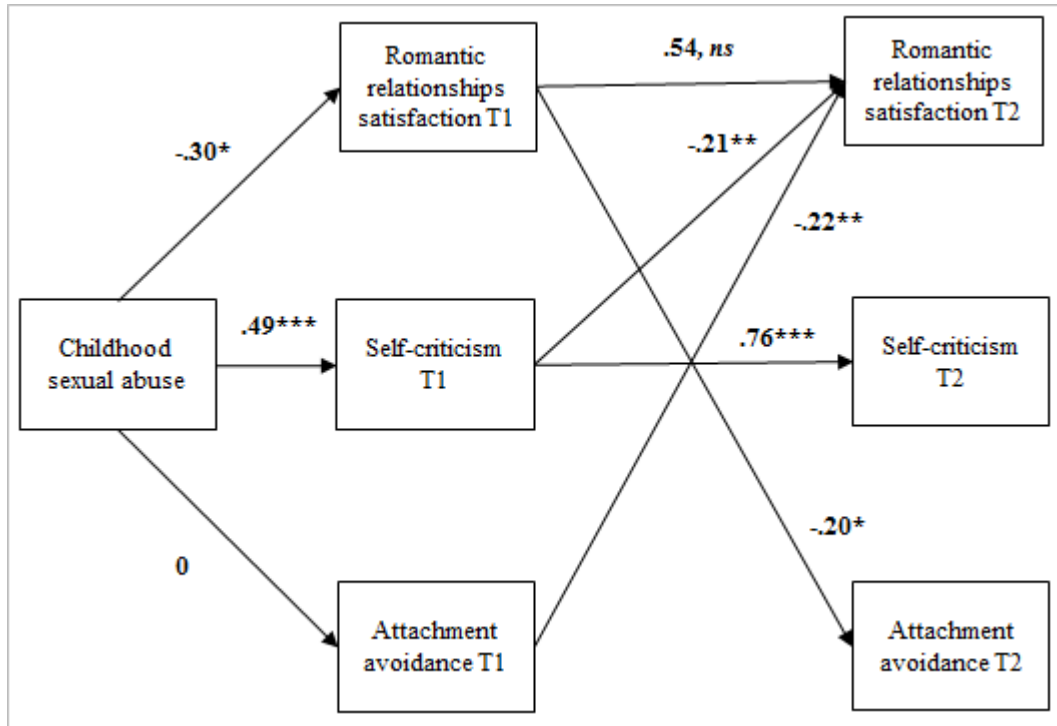 Romantic
relationships
satisfaction T1
.54, ns
Romantic
relationships
satisfaction T2
-.30*
-.21**
-.22**
Childhood
sexual abuse
.49***
Self-criticism
T1
.76***
Self-criticism
T2
0
-.20*
Attachment
avoidance T1
Attachment
avoidance T2